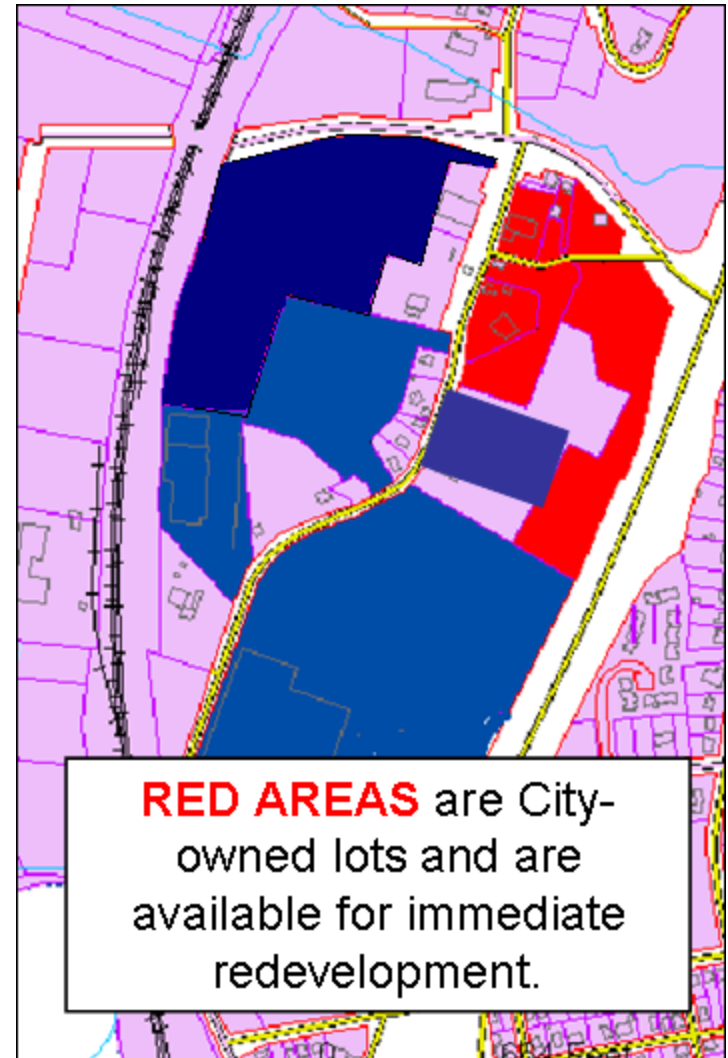 RED AREAS are City-
owned lots and are
available for immediate
redevelopment.